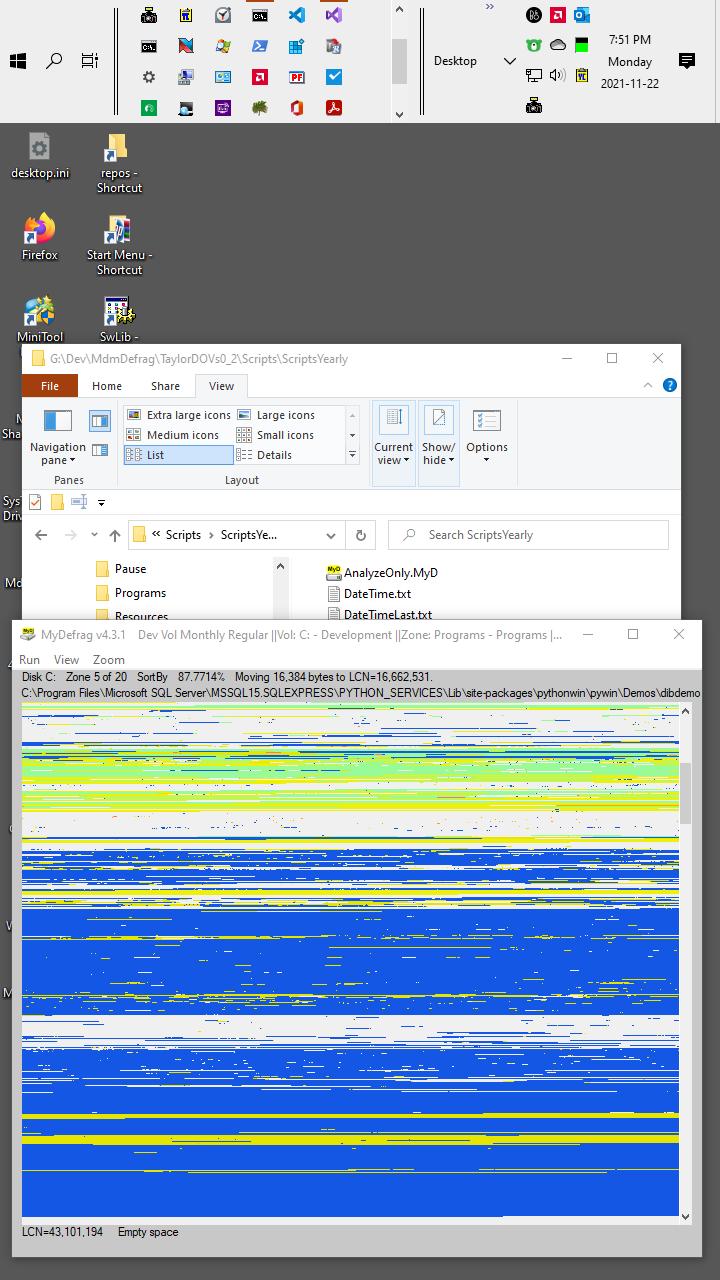 7:51 PM
Desktop
Monday
2021-11-22
desktop.ini
repos -
Shortcut
Firefox
Start Menu -
Shortcut
MiniTool
SwLib -
G:\Dev\MdmDefrag\TaylorDOVs0_2\Scripts\ScriptsYearly
File Home Share View
Extra large icons Large icons
Medium icons Small icons
List Details
Navigation pane
Current view
Show/ hide
Options
Panes Layout
« Scripts › ScriptsYe...
Search ScriptsYearly
Pause
Programs
Resources
AnalyzeOnly.MyD
DateTime.txt
DateTimeLast.txt
Sha
Sys
Driv
Md
MyDefrag v4.3.1 Dev Vol Monthly Regular ||Vol: C: - Development ||Zone: Programs - Programs |...
Run View Zoom
Disk C: Zone 5 of 20 SortBy 87.7714% Moving 16,384 bytes to LCN=16,662,531.
C:\Program Files\Microsoft SQL Server\MSSQL15.SQLEXPRESS\PYTHON_SERVICES\Lib\site-packages\pythonwin\pywin\Demos\dibdemo
LCN=43,101,194 Empty space